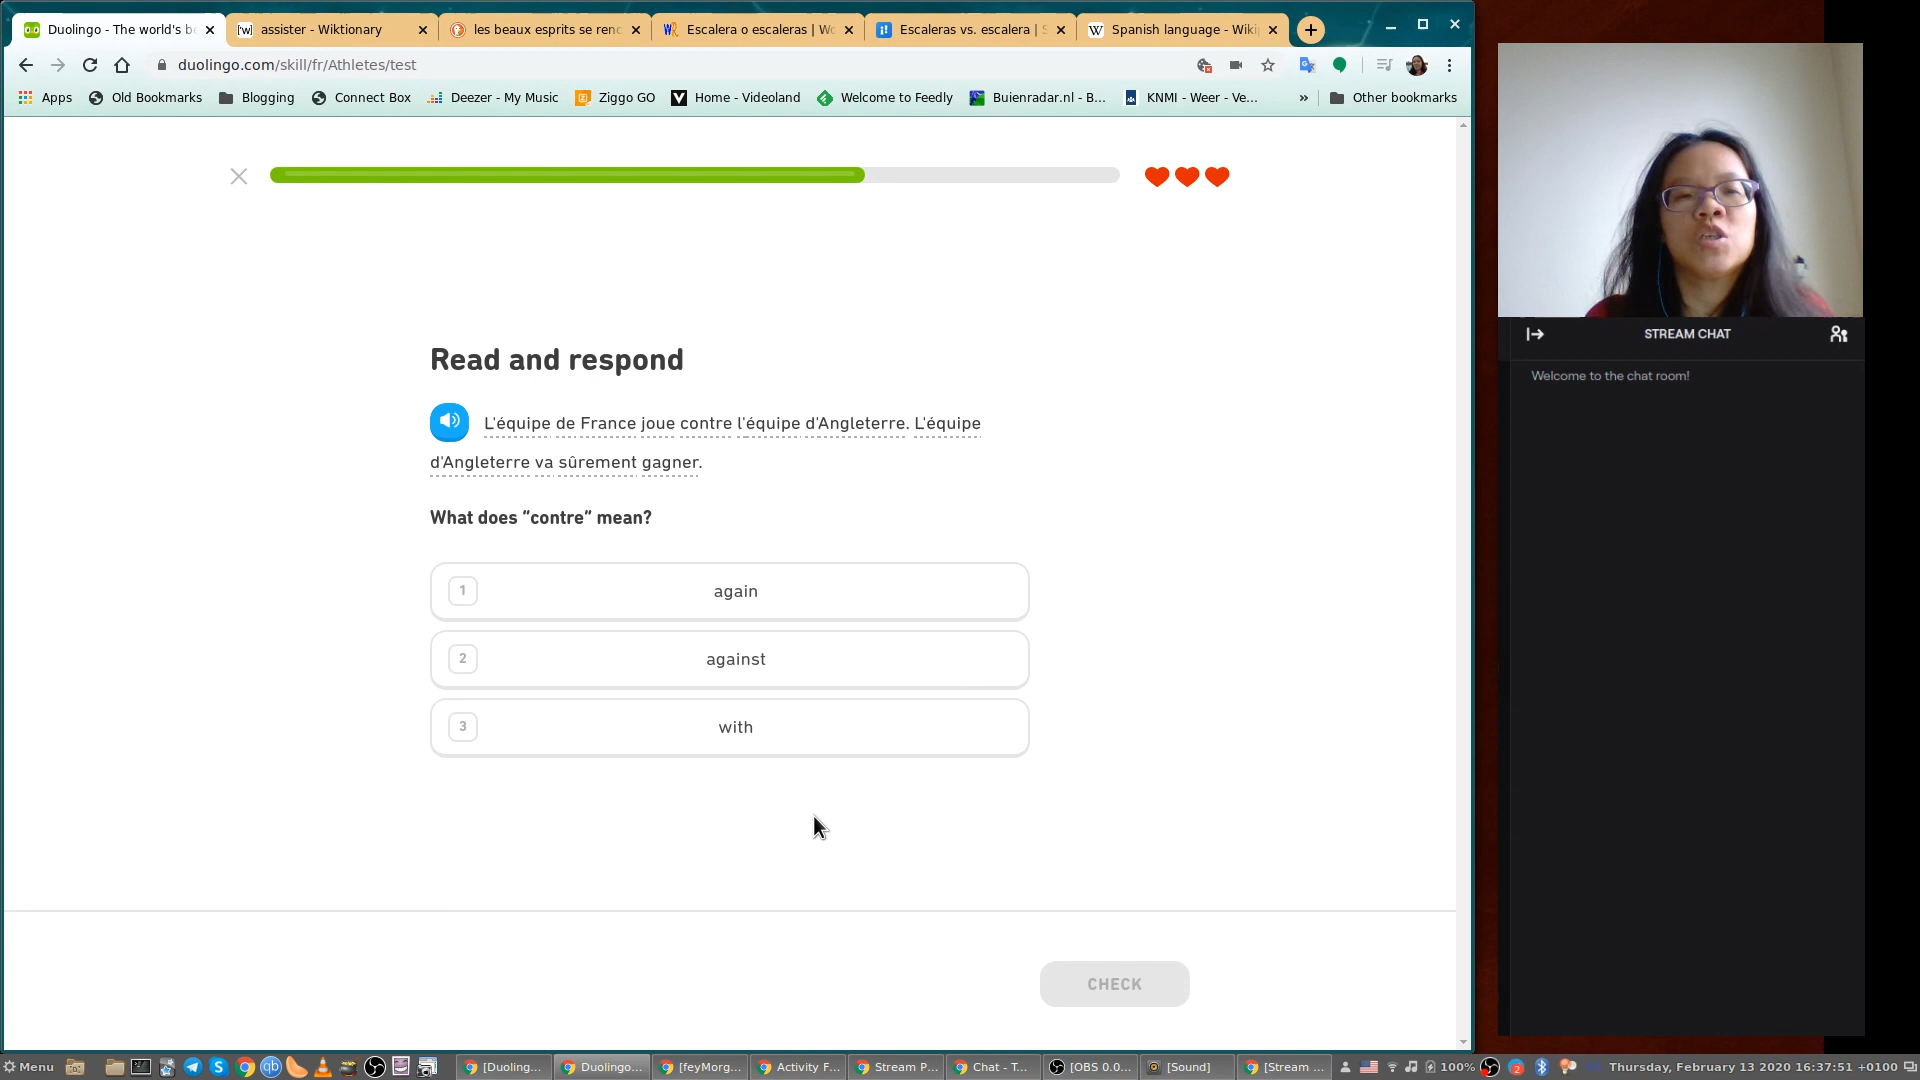 Duolingo - The world's b
assister - Wiktionary
les beaux esprits se renc
Escalera o escaleras | Wo
Escaleras vs. escalera | S
Spanish language - Wiki
duolingo.com/skill/fr/Athletes/test
Apps
Old Bookmarks
Blogging
Connect Box
Deezer - My Music
Ziggo GO
Home - Videoland
Welcome to Feedly
Buienradar.nl - B...
KNMI - Weer - Ve...
»
Other bookmarks
Read and respond
L'équipe de France joue contre l'équipe d'Angleterre. L'équipe
d'Angleterre va sûrement gagner.
What does “contre” mean?
1 again
2 against
3 with
CHECK
STREAM CHAT
Welcome to the chat room!
Menu
[Duoling...
Duolingo...
[feyMorg...
Activity F...
Stream P...
Chat - T...
[OBS 0.0...
[Sound]
[Stream ...
100%
2
Thursday, February 13 2020 16:37:51 +0100